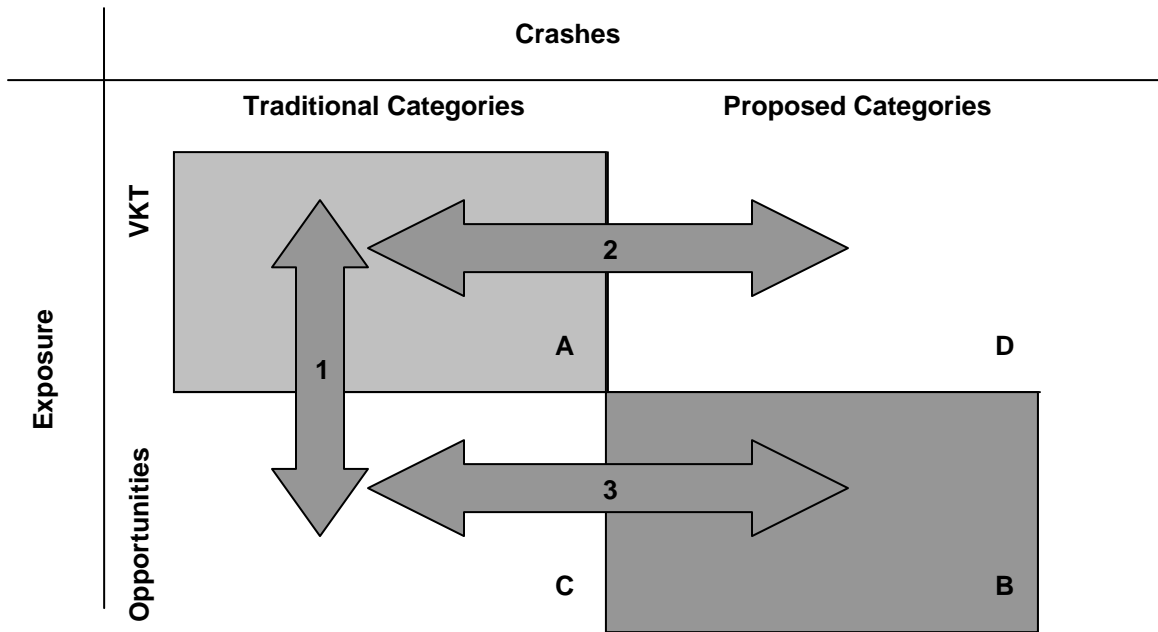 Crashes
Traditional Categories
Proposed Categories
VKT
2
A
D
Exposure
1
Opportunities
3
C
B